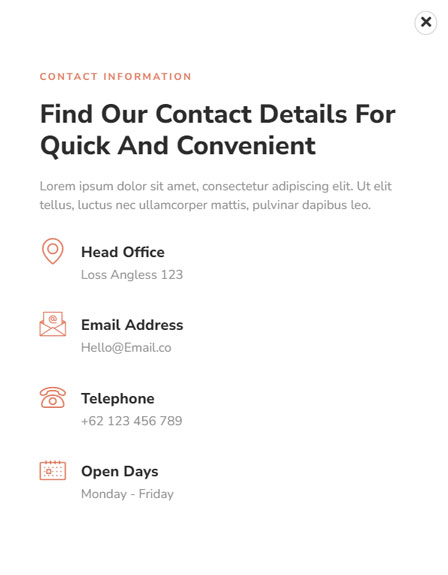 CONTACT INFORMATION
Find Our Contact Details For
Quick And Convenient
Lorem ipsum dolor sit amet, consectetur adipiscing elit. Ut elit
tellus, luctus nec ullamcorper mattis, pulvinar dapibus leo.
Head Office
Loss Angless 123
Email Address
Hello@Email.co
Telephone
+62 123 456 789
Open Days
Monday - Friday